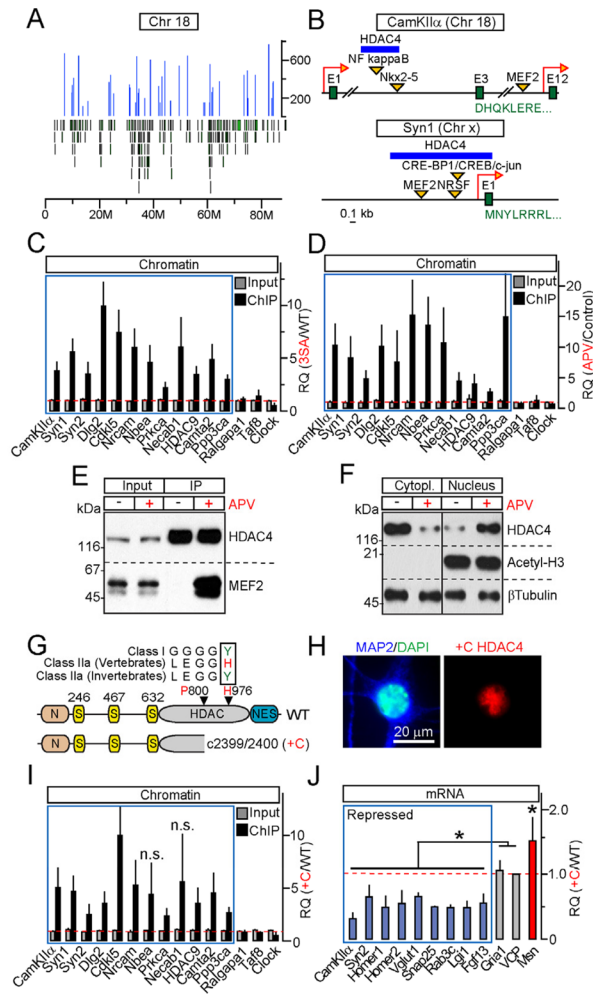 A
Chr 18
800
600
400
200
0
20M
40M
60M
80M
B
CamKIIα (Chr 18)
HDAC4
NF kappaB
Nkx2-5
E1
E3
MEF2
E12
DHQKLERE...
Syn1 (Chr x)
HDAC4
CRE-BP1/CREB/c-jun
MEF2
NRSF
E1
0.1 kb
MNYLRRRL...
C
Chromatin
Input
ChIP
10
5
1
0
RQ (3SA/WT)
CamKIIα
Syn1
Syn2
Dlg2
Cdkl5
Nrcam
Nbea
Prkca
Necab1
HDAC9
Camta2
Ppp3ca
Ralgapa1
Taf8
Clock
D
Chromatin
Input
ChIP
20
15
10
5
1
0
RQ (APV/Control)
CamKIIα
Syn1
Syn2
Dlg2
Cdkl5
Nrcam
Nbea
Prkca
Necab1
HDAC9
Camta2
Ppp3ca
Ralgapa1
Taf8
Clock
E
Input
IP
kDa
- + - + APV
116
HDAC4
67
45
MEF2
F
Cytopl.
Nucleus
kDa
- + - + APV
116
HDAC4
21
Acetyl-H3
45
βTubulin
G
Class I G G G G Y
Class IIa (Vertebrates) L E G G H
Class IIa (Invertebrates) L E G G Y
246
467
632
P800
H976
N
S
S
S
HDAC
NES
WT
N
S
S
S
c2399/2400 (+C)
H
MAP2/DAPI
+C HDAC4
20 μm
I
Chromatin
Input
ChIP
n.s.
n.s.
10
5
1
0
RQ (+C/WT)
CamKIIα
Syn1
Syn2
Dlg2
Cdkl5
Nrcam
Nbea
Prkca
Necab1
HDAC9
Camta2
Ppp3ca
Ralgapa1
Taf8
Clock
J
mRNA
Repressed
*
*
2.0
1.0
0
RQ (+C/WT)
CamKIIα
Syn2
Homer1
Homer2
Vglut1
Snap25
Rab3c
Lgi1
Fgf13
Gria1
VCP
Msn